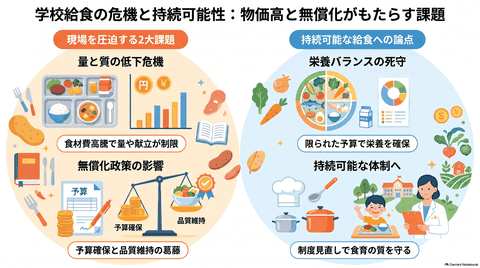 学校給食の危機と持続可能性：物価高と無償化がもたらす課題
現場を圧迫する2大課題
量と質の低下危機
食材費高騰で量や献立が制限
無償化政策の影響
予算
予算確保
品質維持
予算確保と品質維持の葛藤
持続可能な給食への論点
栄養バランスの死守
限られた予算で栄養を確保
持続可能な体制へ
制度見直しで食育の質を守る
Gemini Notebook